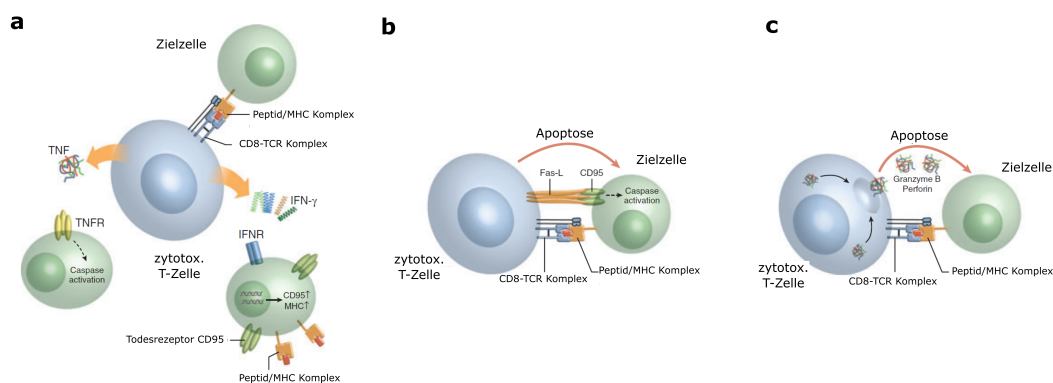 a
Zielzelle
Peptid/MHC Komplex
CD8-TCR Komplex
TNF
IFN-γ
TNFR
IFNR
zytotox.
T-Zelle
Caspase
activation
CD95↑
MHC↑
Todesrezeptor CD95
Peptid/MHC Komplex
b
Apoptose
Zielzelle
Fas-L
CD95
Caspase
activation
zytotox.
T-Zelle
Peptid/MHC Komplex
CD8-TCR Komplex
c
Apoptose
Zielzelle
Granzyme B
Perforin
zytotox.
T-Zelle
Peptid/MHC Komplex
CD8-TCR Komplex